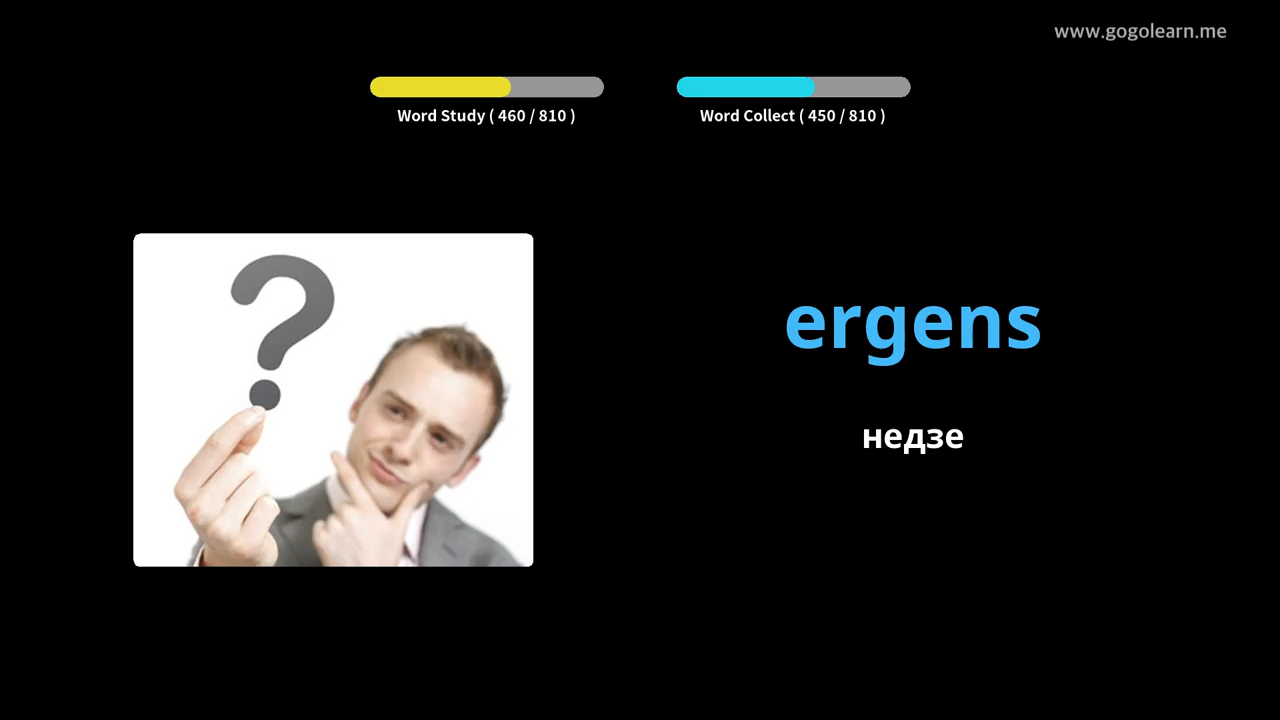 www.gogolearn.me
Word Study ( 460 / 810 )
Word Collect ( 450 / 810 )
?
ergens
недзе